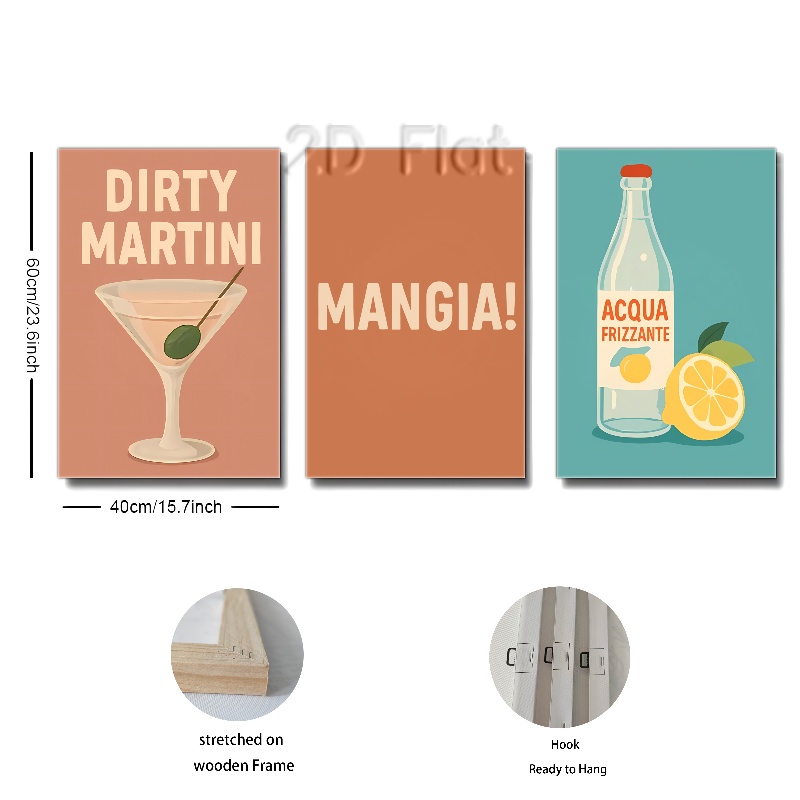 2D Flat
DIRTY
MARTINI
MANGIA!
ACQUA
FRIZZANTE
60cm/23.6inch
40cm/15.7inch
stretched on
wooden Frame
Hook
Ready to Hang